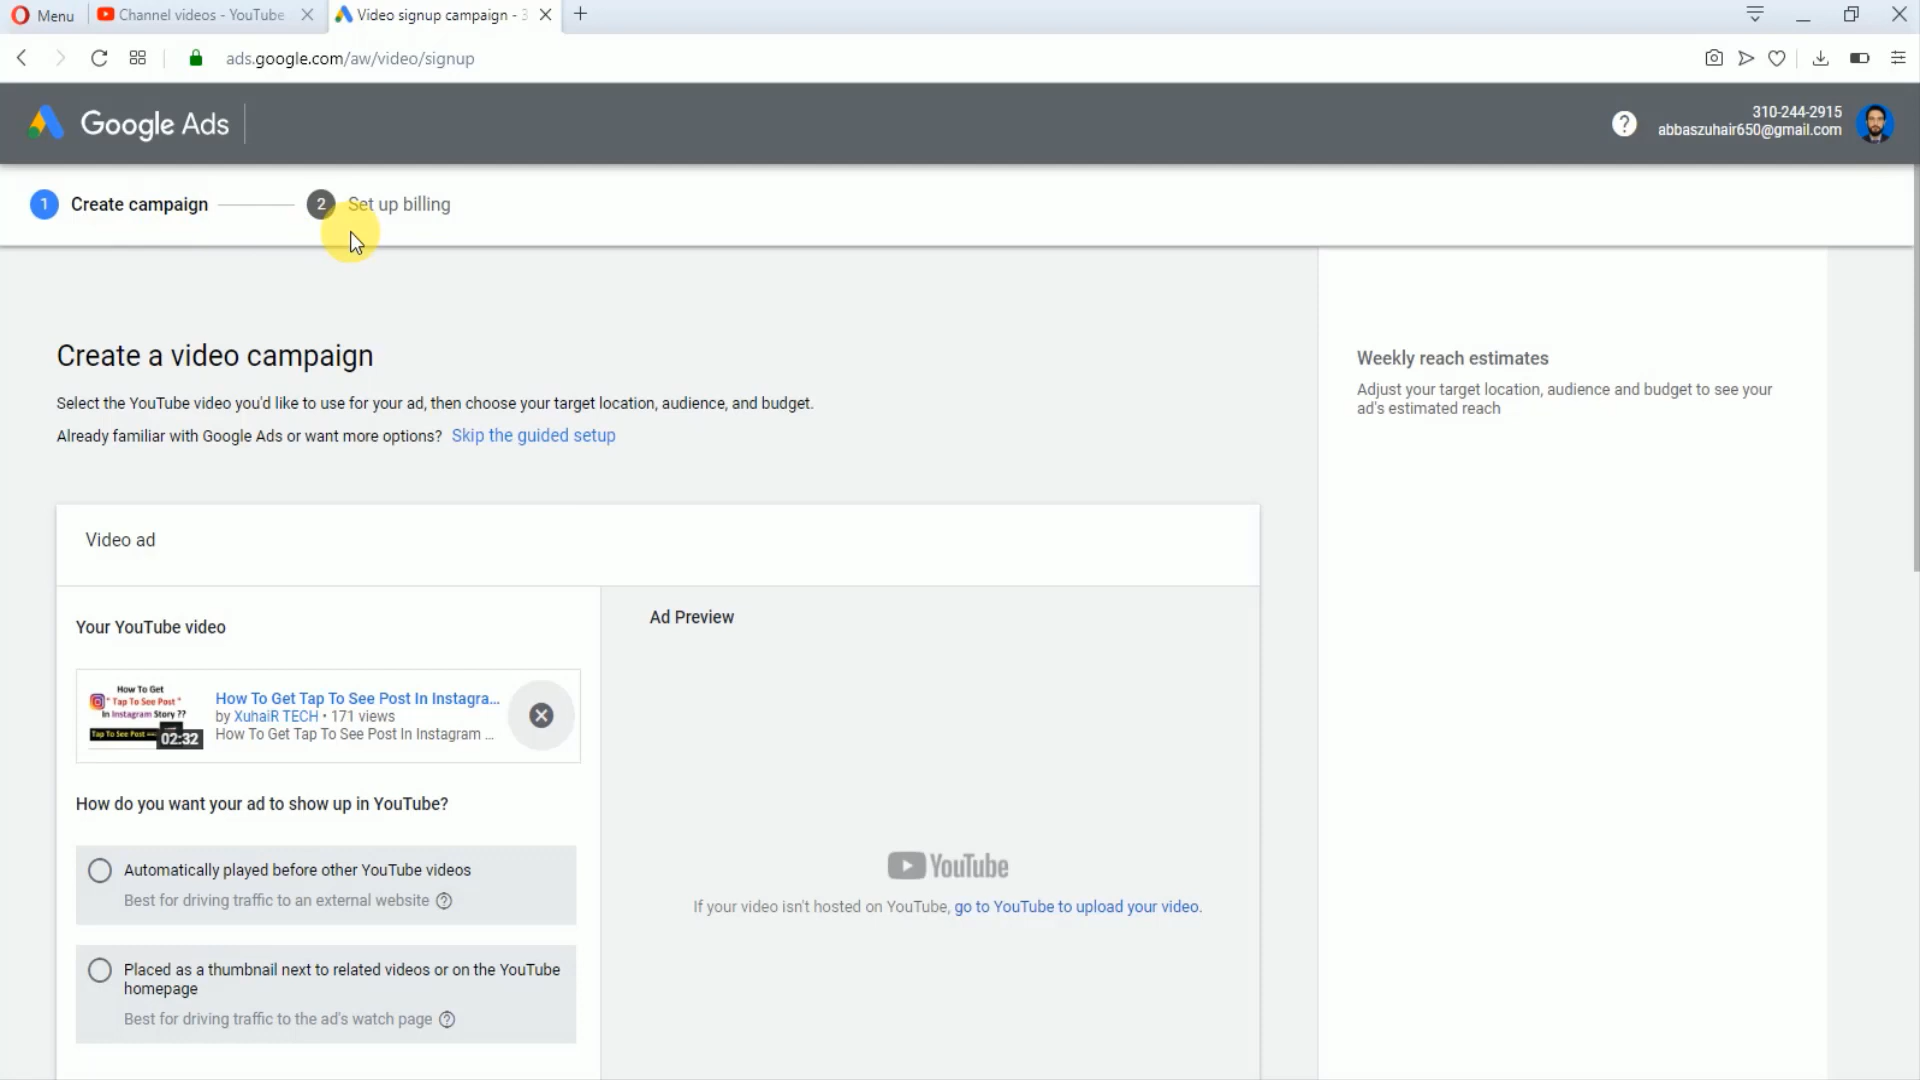 Menu
Channel videos - YouTube
Video signup campaign - 3
ads.google.com/aw/video/signup
Google Ads
310-244-2915
abbaszuhair650@gmail.com
1 Create campaign
2 Set up billing
Create a video campaign
Select the YouTube video you'd like to use for your ad, then choose your target location, audience, and budget.
Already familiar with Google Ads or want more options? Skip the guided setup
Weekly reach estimates
Adjust your target location, audience and budget to see your
ad's estimated reach
Video ad
Your YouTube video
Ad Preview
How To Get
" Tap To See Post "
In Instagram Story ??
Tap To See Post
02:32
How To Get Tap To See Post In Instagra...
by XuhaiR TECH • 171 views
How To Get Tap To See Post In Instagram ...
How do you want your ad to show up in YouTube?
Automatically played before other YouTube videos
Best for driving traffic to an external website
Placed as a thumbnail next to related videos or on the YouTube
homepage
Best for driving traffic to the ad's watch page
YouTube
If your video isn't hosted on YouTube, go to YouTube to upload your video.